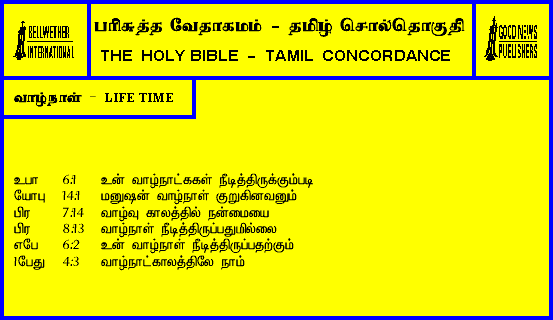 BELLWETHER
INTERNATIONAL
பரிசுத்த வேதாகமம் - தமிழ் சொல்தொகுதி
THE HOLY BIBLE - TAMIL CONCORDANCE
GOOD NEWS
PUBLISHERS
வாழ்நாள் - LIFE TIME
உபா 6:1 உன் வாழ்நாட்ககள் நீடித்திருக்கும்படி
யோபு 14:1 மனுஷன் வாழ்நாள் குறுகினவனும்
பிர 7:14 வாழ்வு காலத்தில் நன்மையை
பிர 8:13 வாழ்நாள் நீடித்திருப்பதுமில்லை
எபே 6:2 உன் வாழ்நாள் நீடித்திருப்பதற்கும்
1பேது 4:3 வாழ்நாட்காலத்திலே நாம்